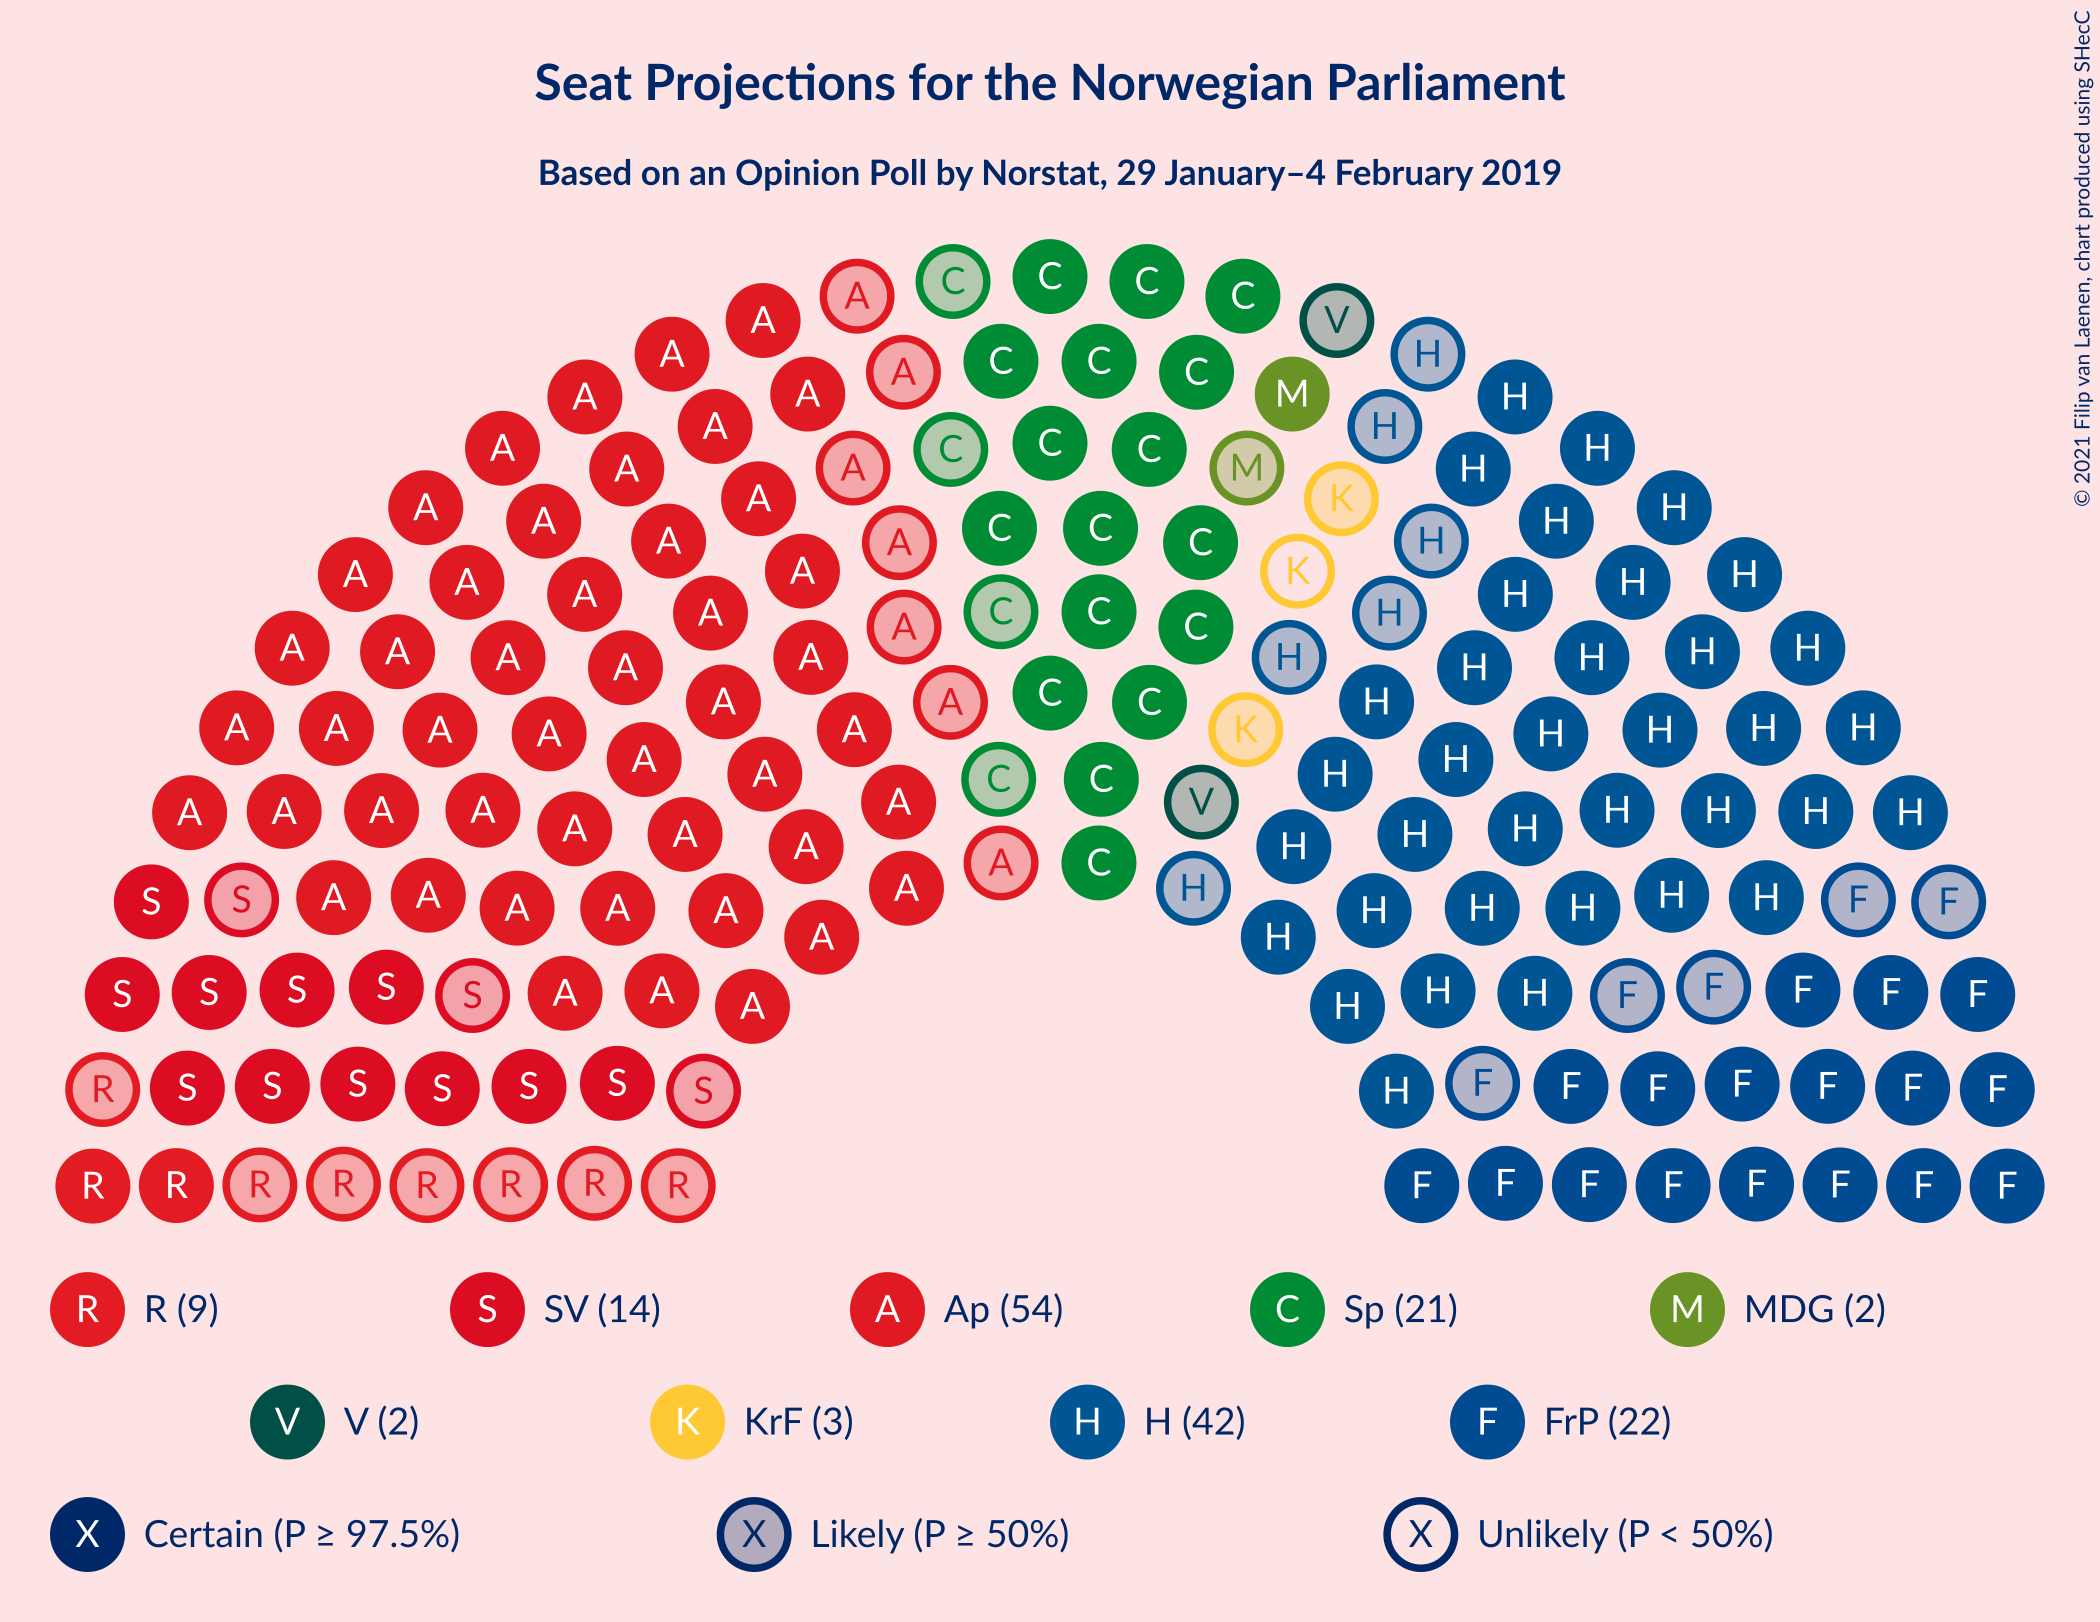 © 2021 Filip van Laenen, chart produced using SHecC
Seat Projections for the Norwegian Parliament
Based on an Opinion Poll by Norstat, 29 January–4 February 2019
A C C C C
A V
A A C C C H
A A M H
A A C C C H H
A A M H
A A K H
A A A C C C H H
A A A A K H H H
A A C C C H
A A A A A H H H H H
A A C C H
A A A A A K H H H H
A A C C H H
A A A A A A A V H H H H H H
A A C H
S S A A A A A A H H H H H H F F
A H
S S S S S A A A H H H F F F F F
R S S S S S S S H F F F F F F F
R R R R R R R R F F F F F F F F
R R (9) S SV (14) A Ap (54) C Sp (21) M MDG (2)
V V (2) K KrF (3) H H (42) F FrP (22)
X Certain (P ≥ 97.5%) X Likely (P ≥ 50%) X Unlikely (P < 50%)